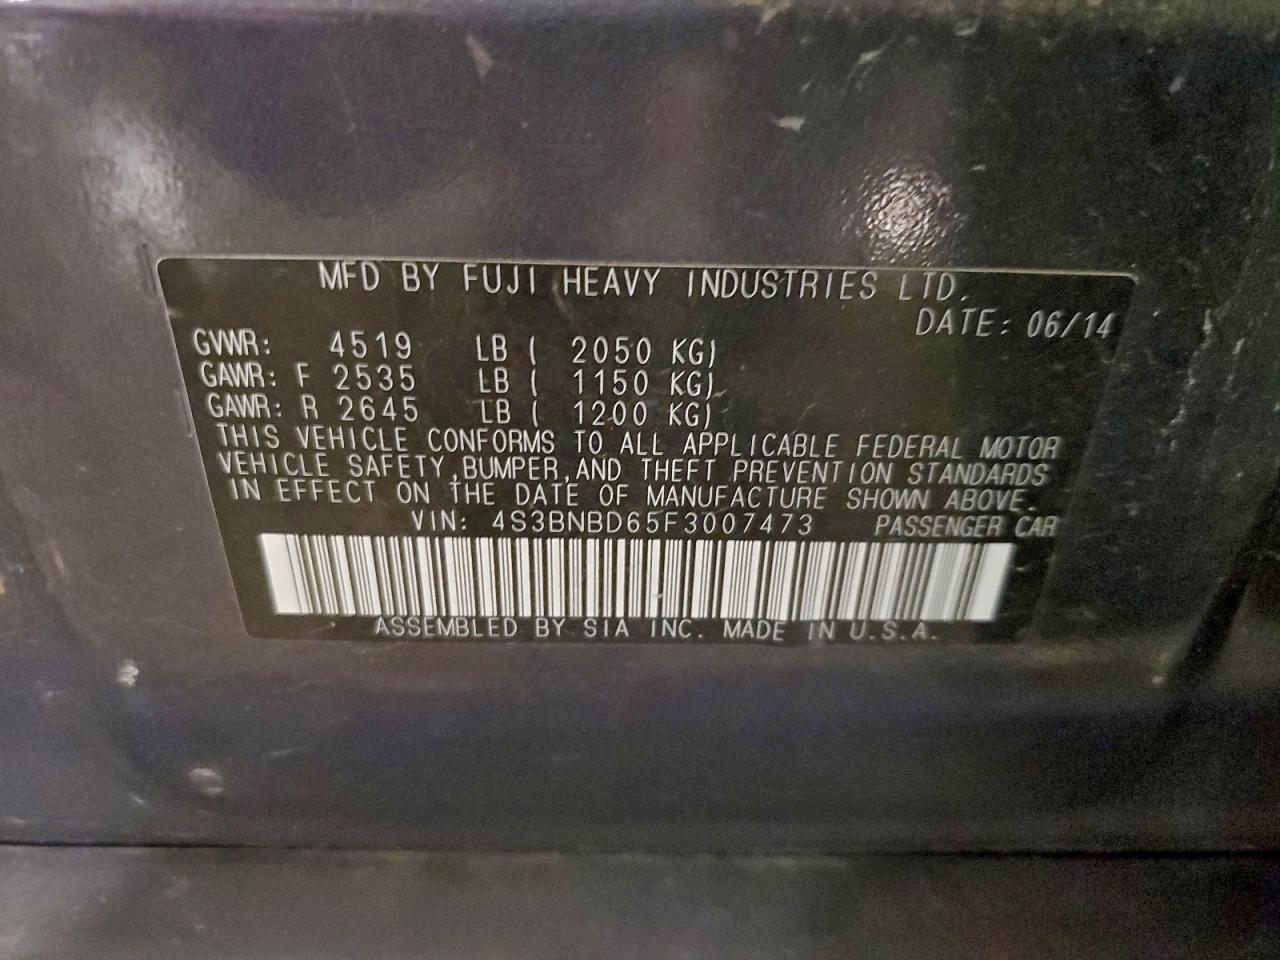 MFD BY FUJI HEAVY INDUSTRIES LTD.
DATE: 06/14
GVWR: 4519 LB ( 2050 KG)
GAWR: F 2535 LB ( 1150 KG)
GAWR: R 2645 LB ( 1200 KG)
THIS VEHICLE CONFORMS TO ALL APPLICABLE FEDERAL MOTOR
VEHICLE SAFETY,BUMPER,AND THEFT PREVENTION STANDARDS
IN EFFECT ON THE DATE OF MANUFACTURE SHOWN ABOVE.
VIN: 4S3BNBD65F3007473 PASSENGER CAR
ASSEMBLED BY SIA INC. MADE IN U.S.A.